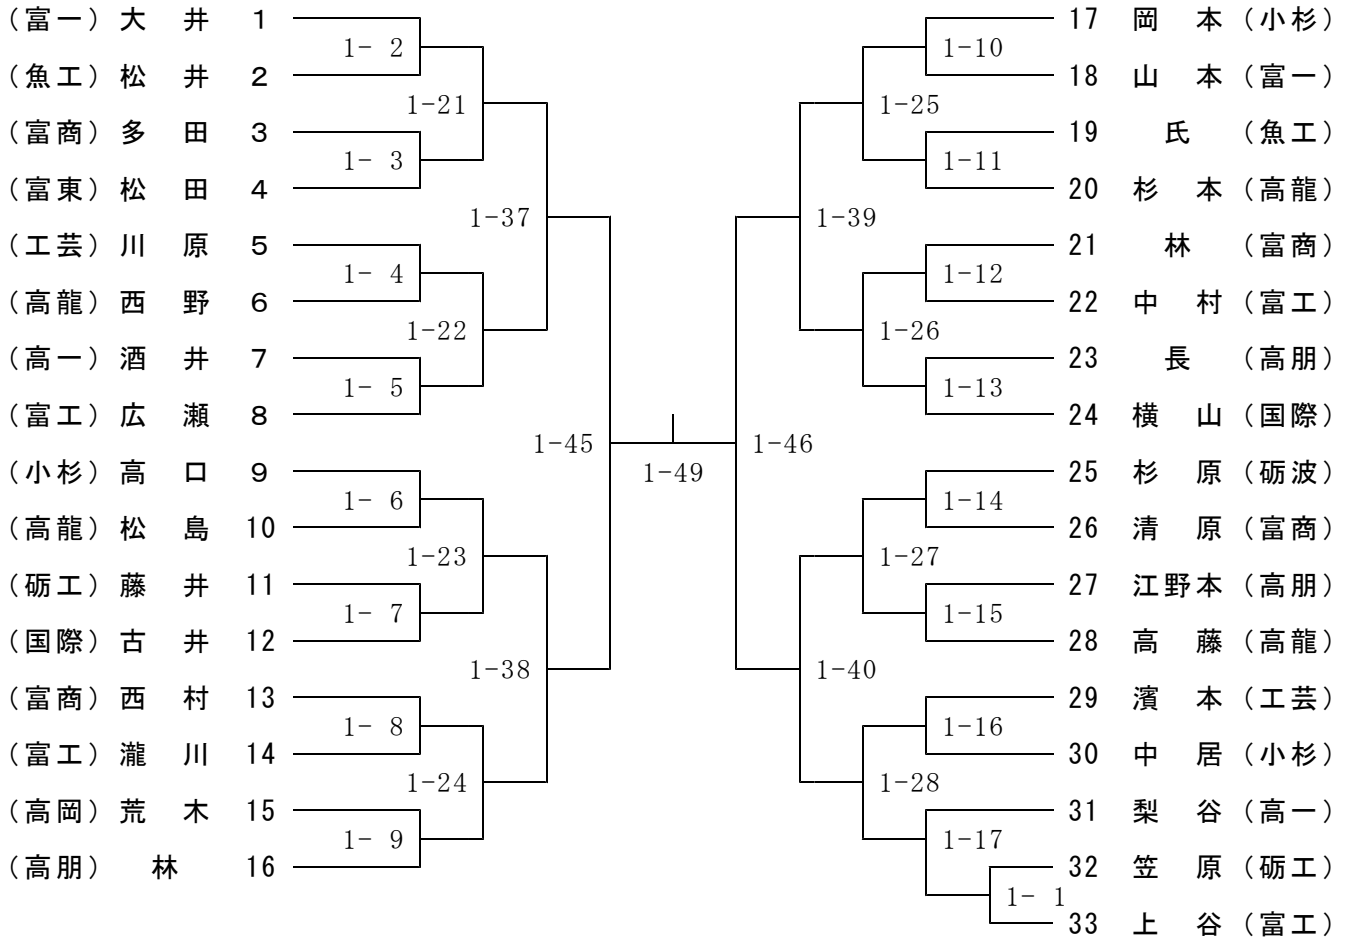 (富一) 大 井 1
1- 2
(魚工) 松 井 2
1-21
(富商) 多 田 3
1- 3
(富東) 松 田 4
1-37
(工芸) 川 原 5
1- 4
(高龍) 西 野 6
1-22
(高一) 酒 井 7
1- 5
(富工) 広 瀬 8
1-45
(小杉) 高 口 9
1- 6
(高龍) 松 島 10
1-23
(砺工) 藤 井 11
1- 7
(国際) 古 井 12
1-38
(富商) 西 村 13
1- 8
(富工) 瀧 川 14
1-24
(高岡) 荒 木 15
1- 9
(高朋) 林 16
1-49
17 岡 本 (小杉)
1-10
18 山 本 (富一)
1-25
19 氏 (魚工)
1-11
20 杉 本 (高龍)
1-39
21 林 (富商)
1-12
22 中 村 (富工)
1-26
23 長 (高朋)
1-13
24 横 山 (国際)
1-46
25 杉 原 (砺波)
1-14
26 清 原 (富商)
1-27
27 江野本 (高朋)
1-15
28 高 藤 (高龍)
1-40
29 濱 本 (工芸)
1-16
30 中 居 (小杉)
1-28
31 梨 谷 (高一)
1-17
32 笠 原 (砺工)
1- 1
33 上 谷 (富工)